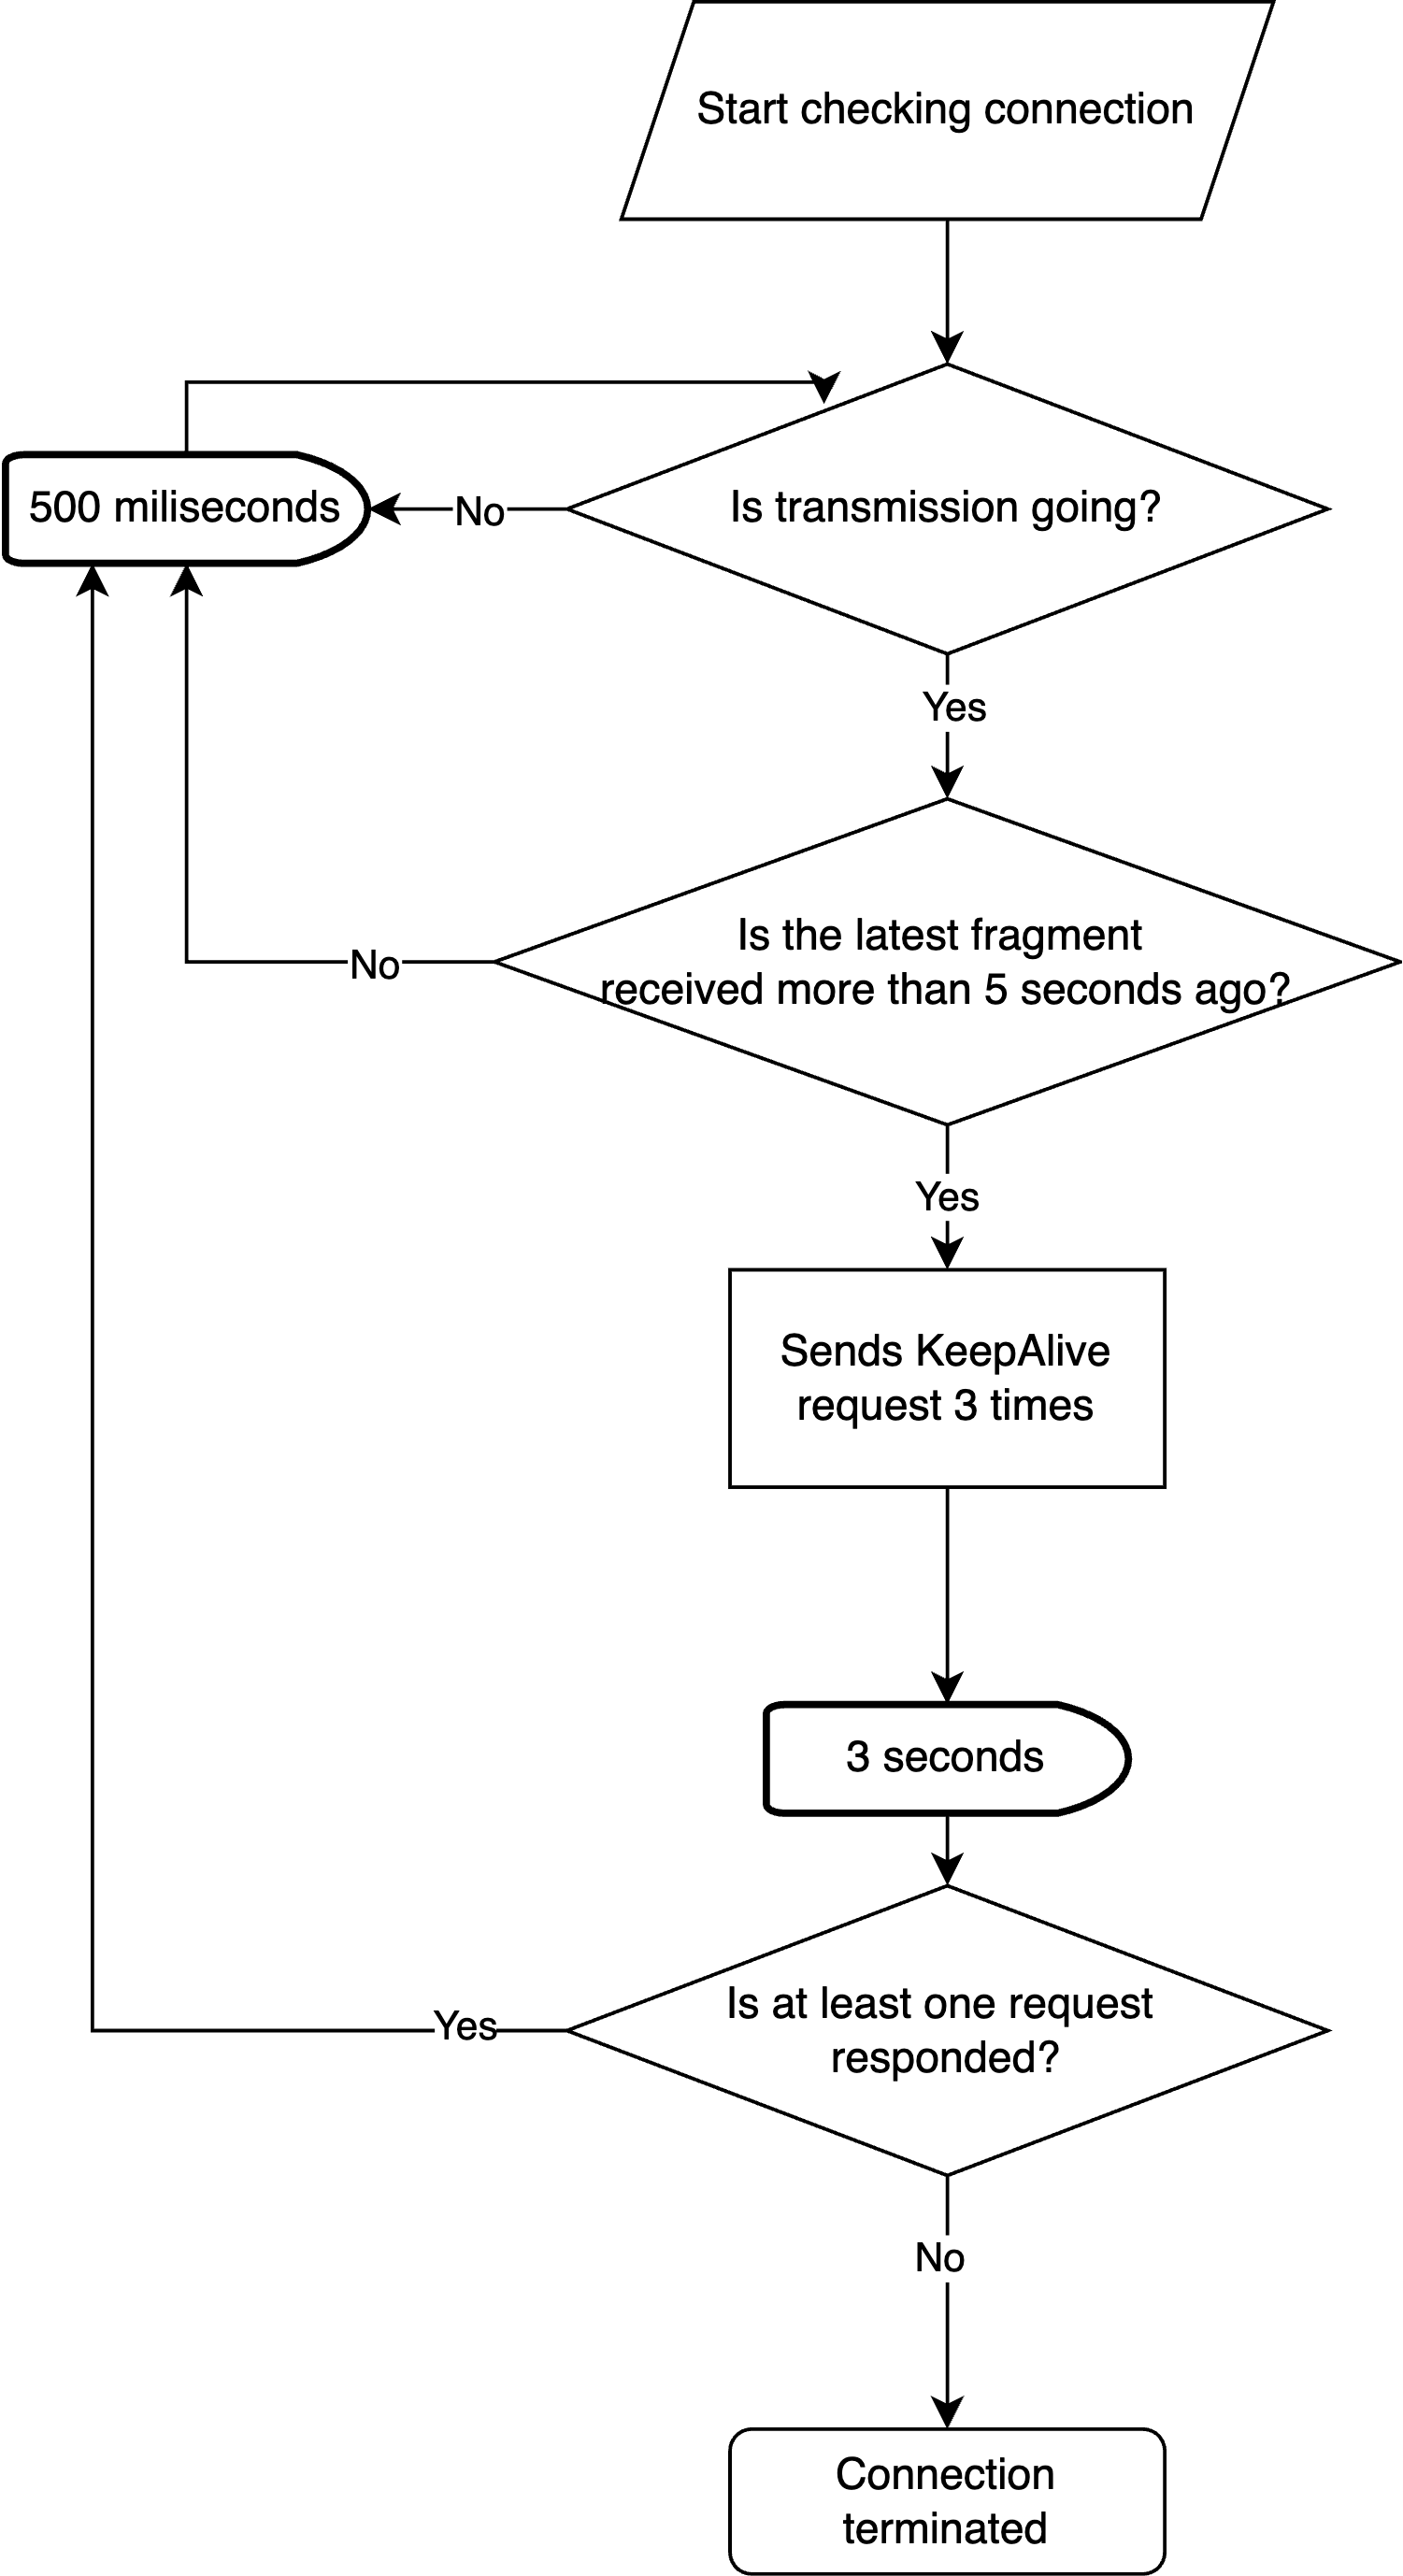 Start checking connection
500 miliseconds
No
Is transmission going?
Yes
Is the latest fragment
received more than 5 seconds ago?
No
Yes
Sends KeepAlive
request 3 times
3 seconds
Is at least one request
responded?
Yes
No
Connection
terminated